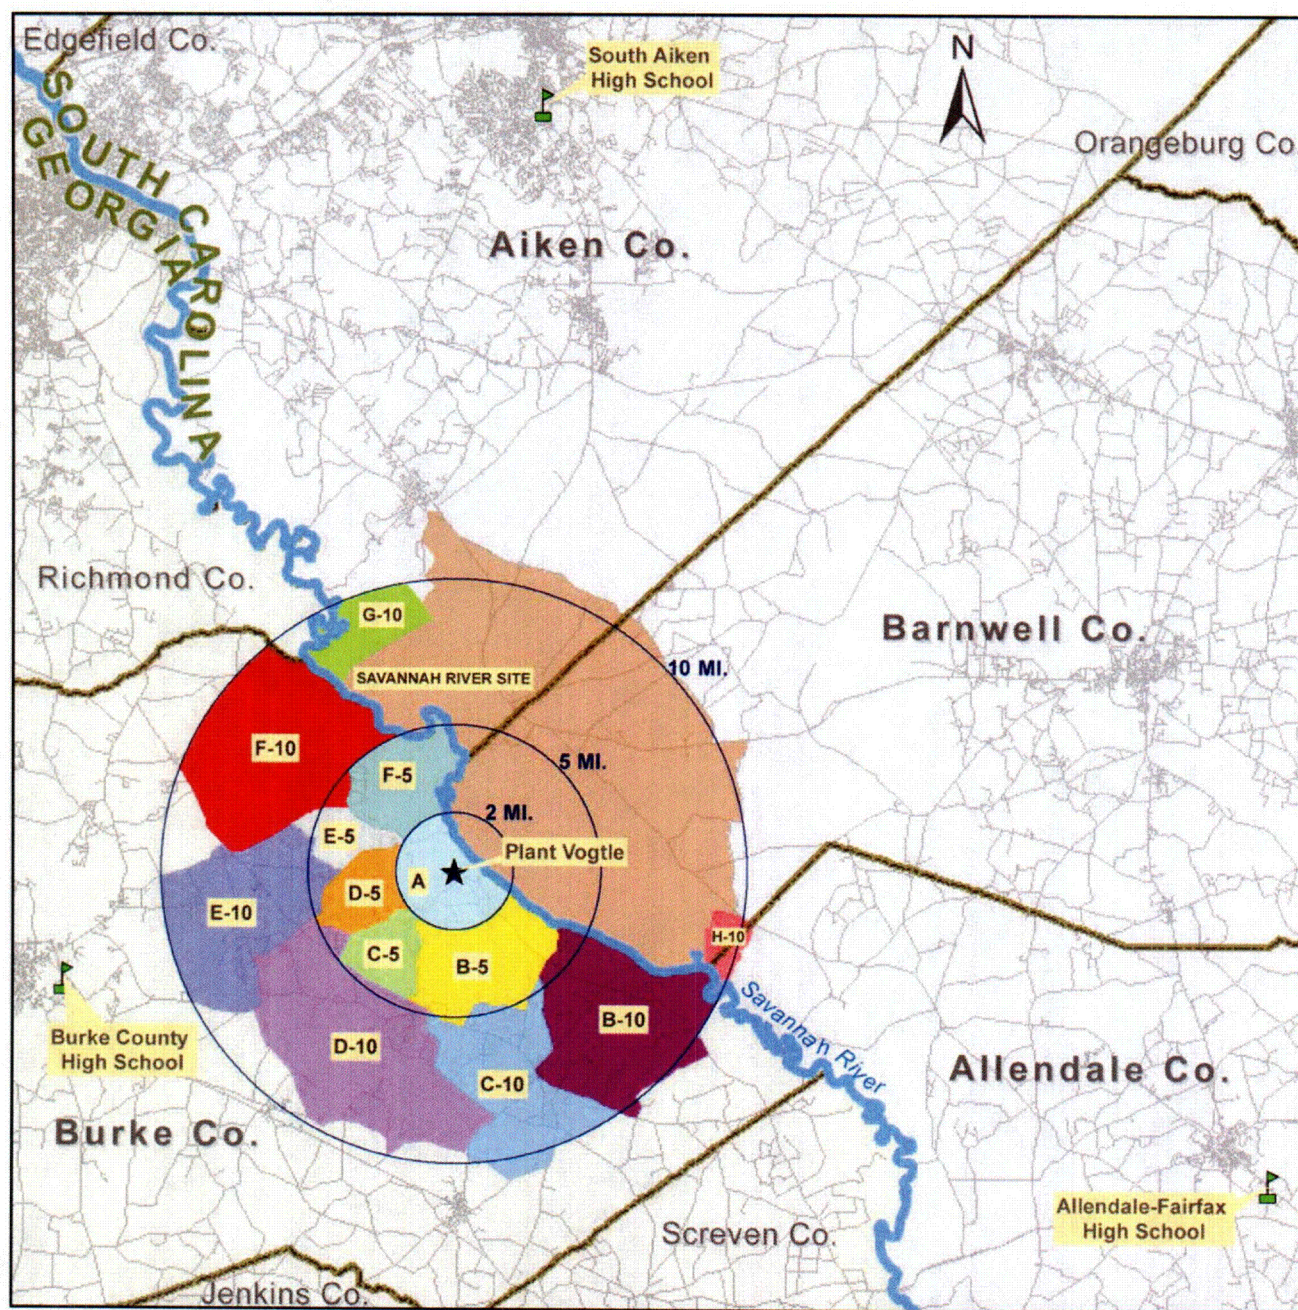 Edgefield Co.
South Aiken
High School
N
Orangeburg Co.
SOUTH CAROLINA
GEORGIA
Aiken Co.
Richmond Co.
G-10
Barnwell Co.
10 MI.
SAVANNAH RIVER SITE
F-10
5 MI.
F-5
2 MI.
E-5
Plant Vogtle
A
D-5
E-10
H-10
C-5
B-5
Savannah River
B-10
Burke County
High School
D-10
C-10
Allendale Co.
Burke Co.
Allendale-Fairfax
High School
Screven Co.
Jenkins Co.